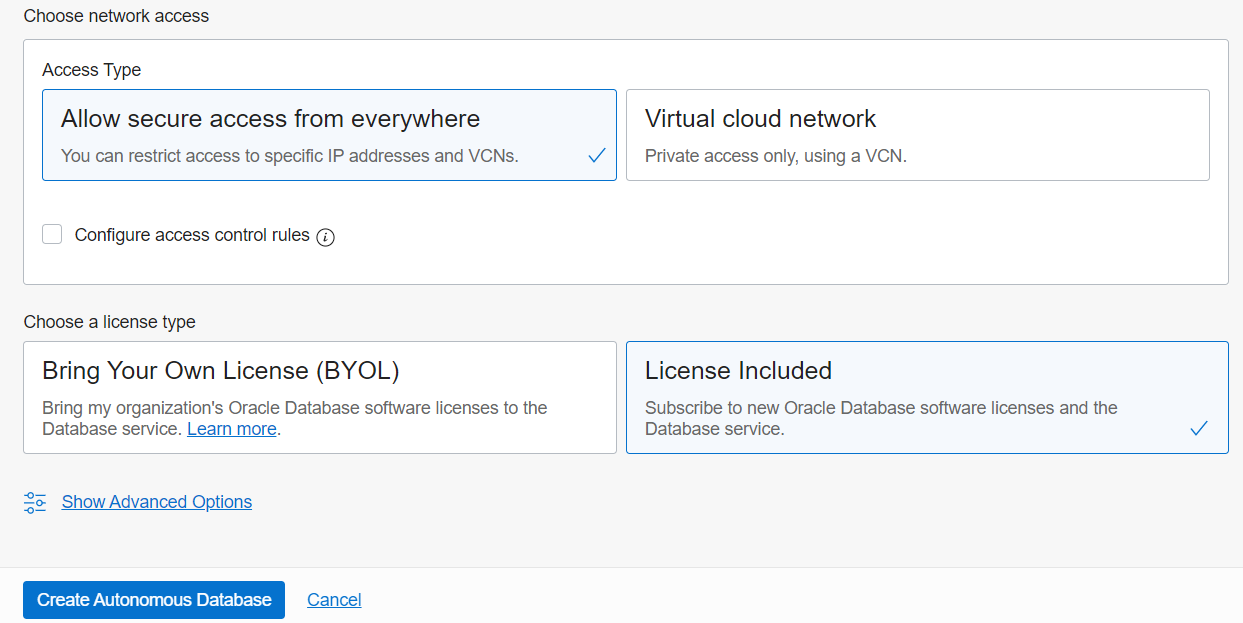 Choose network access
Access Type
Allow secure access from everywhere
You can restrict access to specific IP addresses and VCNs.
Virtual cloud network
Private access only, using a VCN.
Configure access control rules i
Choose a license type
Bring Your Own License (BYOL)
Bring my organization's Oracle Database software licenses to the
Database service. Learn more.
License Included
Subscribe to new Oracle Database software licenses and the
Database service.
Show Advanced Options
Create Autonomous Database
Cancel